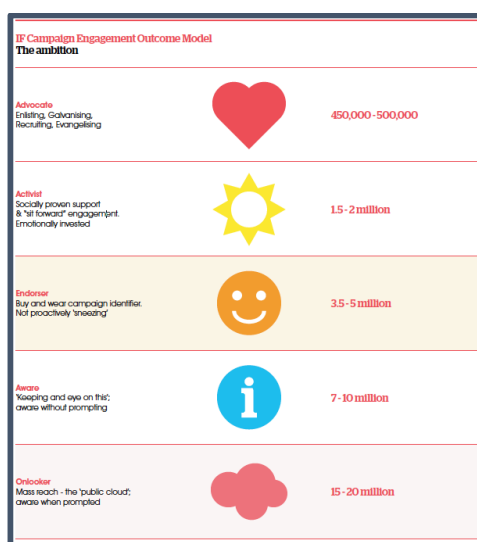 IF Campaign Engagement Outcome Model
The ambition
Advocate
Enlisting, Galvanising,
Recruiting, Evangelising
450,000 - 500,000
Activist
Socially proven support
& "sit forward" engagement.
Emotionally invested
1.5 - 2 million
Endorser
Buy and wear campaign identifier.
Not proactively 'sneezing'
3.5 - 5 million
Aware
'Keeping and eye on this';
aware without prompting
i
7 - 10 million
Onlooker
Mass reach - the 'public cloud';
aware when prompted
15 - 20 million